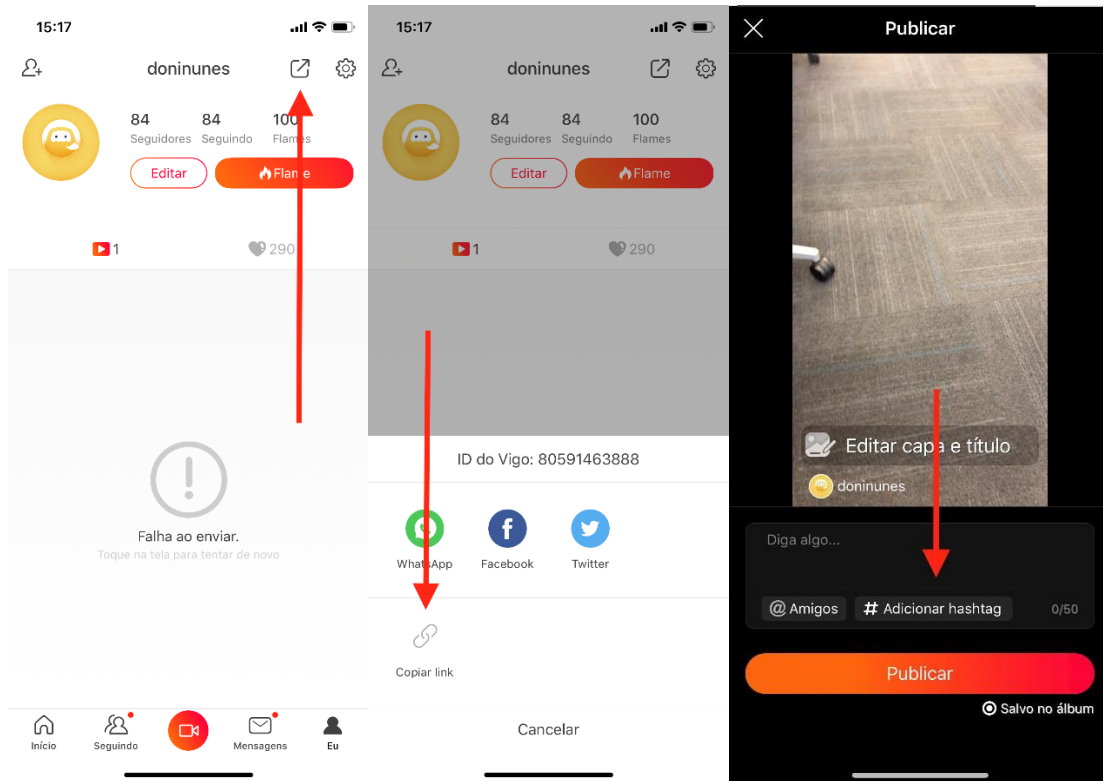 15:17
doninunes
84 84 100
Seguidores Seguindo Flames
Editar Flame
1 290
Falha ao enviar.
Toque na tela para tentar de novo
Início Seguindo Mensagens Eu
15:17
doninunes
84 84 100
Seguidores Seguindo Flames
Editar Flame
1 290
ID do Vigo: 80591463888
WhatsApp Facebook Twitter
Copiar link
Cancelar
Publicar
Editar capa e título
doninunes
Diga algo...
@ Amigos # Adicionar hashtag 0/50
Publicar
Salvo no álbum